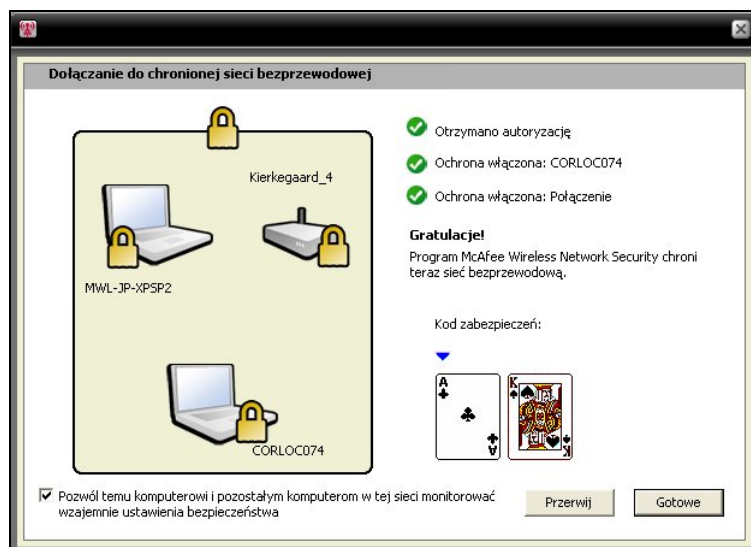 Dołączanie do chronionej sieci bezprzewodowej
Kierkegaard_4
MWL-JP-XPSP2
CORLOC074
Otrzymano autoryzację
Ochrona włączona: CORLOC074
Ochrona włączona: Połączenie
Gratulacje!
Program McAfee Wireless Network Security chroni
teraz sieć bezprzewodową.
Kod zabezpieczeń:
A
A
K
K
Pozwól temu komputerowi i pozostałym komputerom w tej sieci monitorować
wzajemnie ustawienia bezpieczeństwa
Przerwij
Gotowe